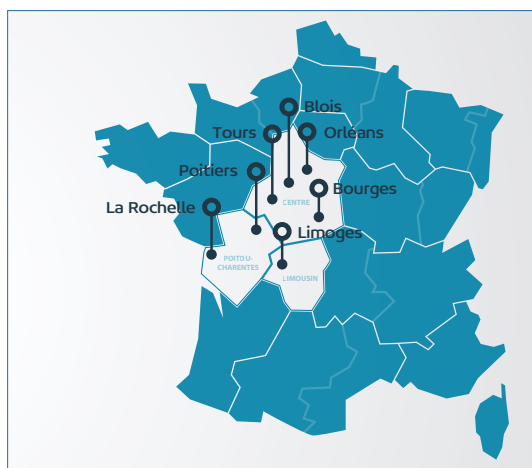 Blois
Tours
Orléans
Poitiers
Bourges
La Rochelle
CENTRE
Limoges
POITOU-
CHARENTES
LIMOUSIN